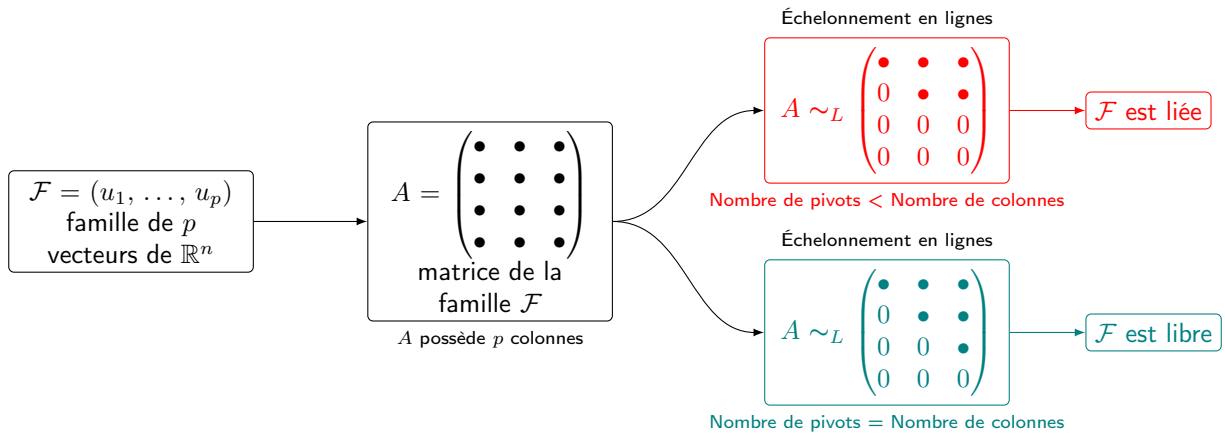 F = (u₁, …, uₚ)
famille de p
vecteurs de ℝⁿ
A = ( • • •
• • •
• • •
• • • )
matrice de la
famille F
A possède p colonnes
Échelonnement en lignes
A ∼L ( • • •
0 • •
0 0 0
0 0 0 )
Nombre de pivots < Nombre de colonnes
F est liée
Échelonnement en lignes
A ∼L ( • • •
0 • •
0 0 •
0 0 0 )
Nombre de pivots = Nombre de colonnes
F est libre